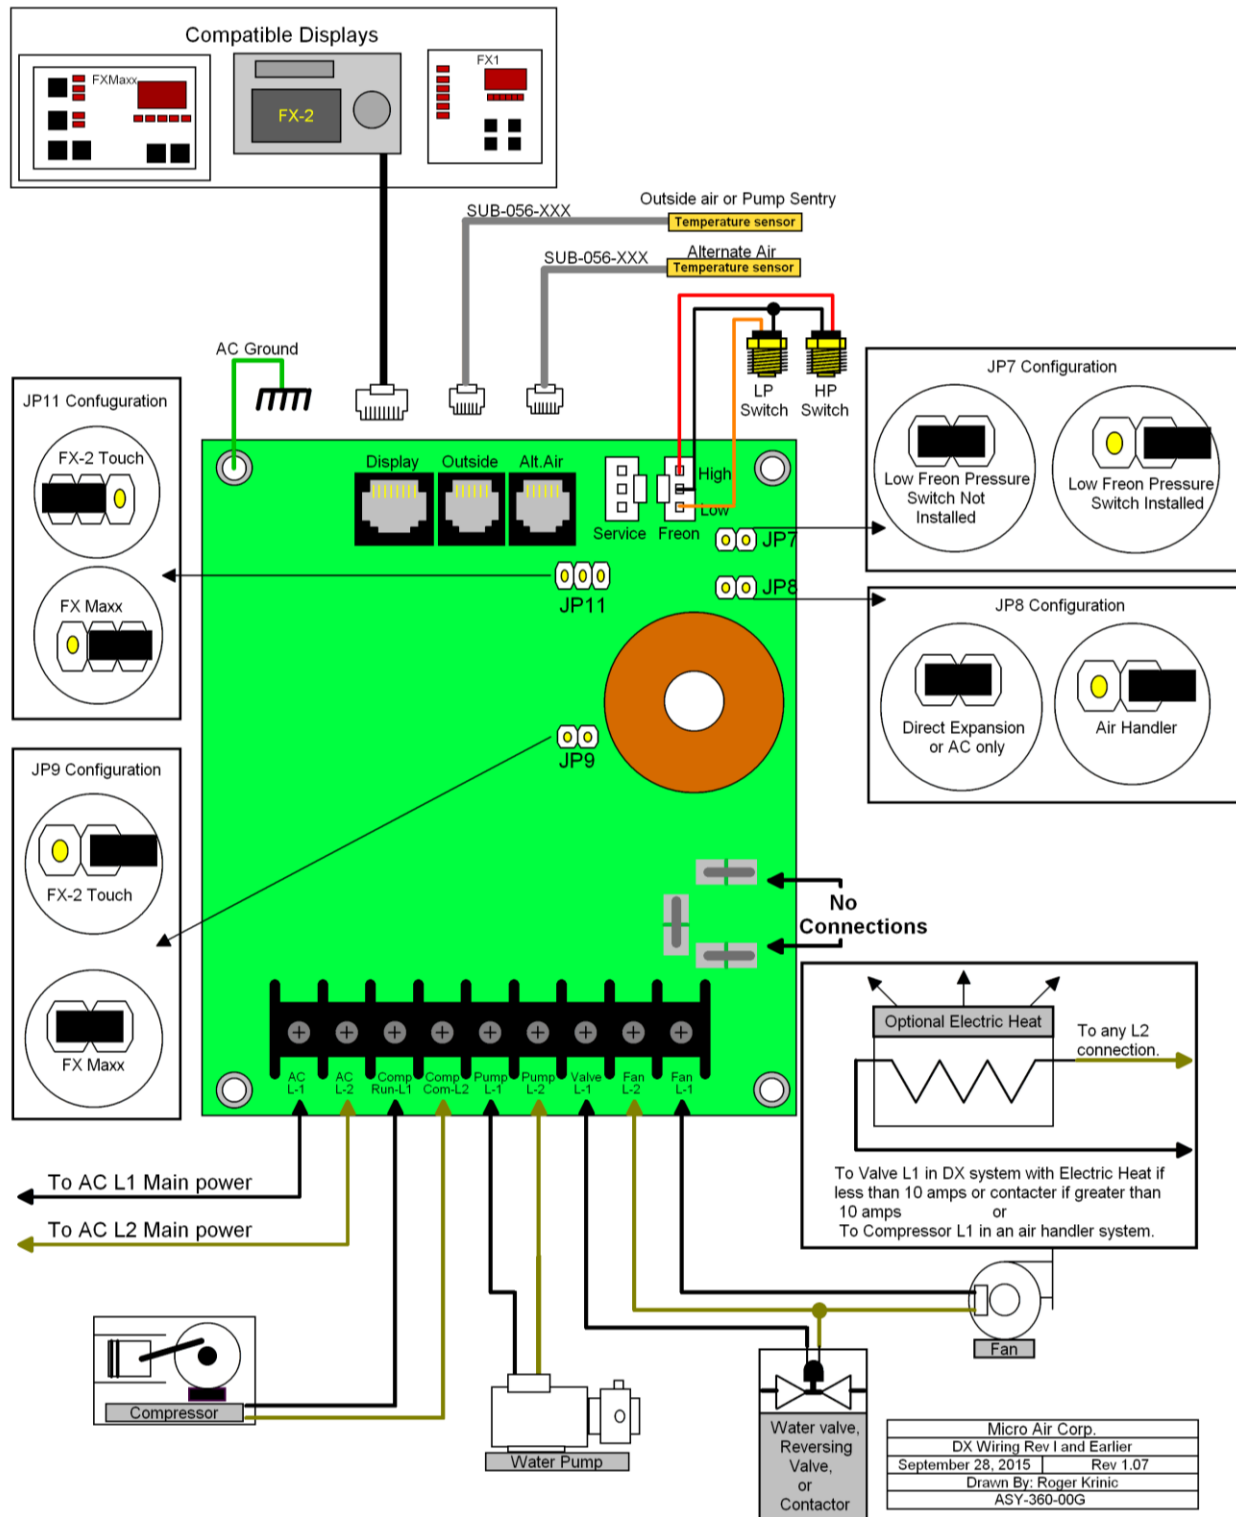 Compatible Displays
FXMaxx
FX-2
FX1
SUB-056-XXX
Outside air or Pump Sentry
Temperature sensor
SUB-056-XXX
Alternate Air
Temperature sensor
AC Ground
LP
Switch
HP
Switch
JP11 Confuguration
FX-2 Touch
FX Maxx
JP7 Configuration
Low Freon Pressure
Switch Not
Installed
Low Freon Pressure
Switch Installed
Display
Outside
Alt.Air
Service
Freon
High
Low
JP7
JP8
JP11
JP9
JP8 Configuration
Direct Expansion
or AC only
Air Handler
JP9 Configuration
FX-2 Touch
FX Maxx
No
Connections
AC
L-1
AC
L-2
Comp
Run-L1
Comp
Com-L2
Pump
L-1
Pump
L-2
Valve
L-1
Fan
L-2
Fan
L-1
Optional Electric Heat
To any L2
connection.
To Valve L1 in DX system with Electric Heat if
less than 10 amps or contacter if greater than
10 amps or
To Compressor L1 in an air handler system.
To AC L1 Main power
To AC L2 Main power
Compressor
Water Pump
Fan
Water valve,
Reversing
Valve,
or
Contactor
Micro Air Corp.
DX Wiring Rev I and Earlier
September 28, 2015 Rev 1.07
Drawn By: Roger Krinic
ASY-360-00G